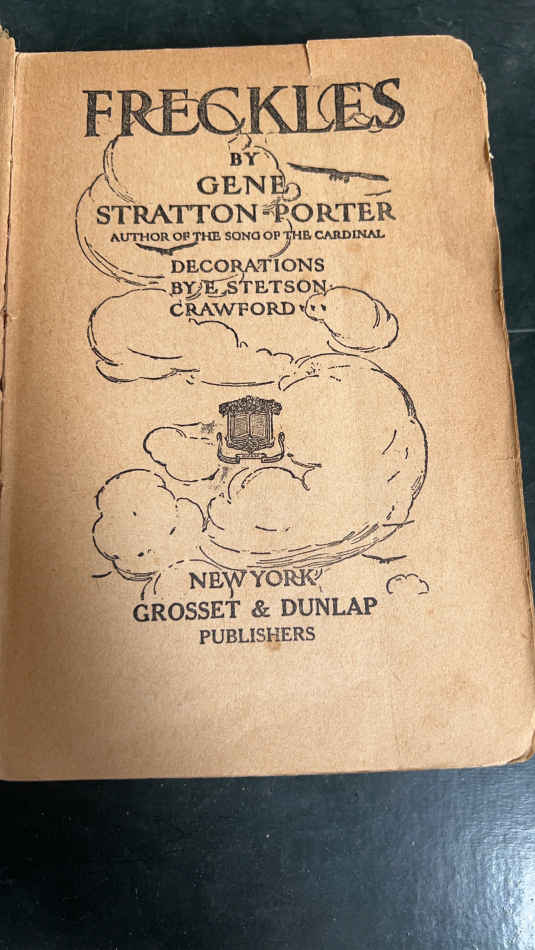 FRECKLES
BY
GENE
STRATTON-PORTER
AUTHOR OF THE SONG OF THE CARDINAL
DECORATIONS
BY E. STETSON
CRAWFORD
NEW YORK
GROSSET & DUNLAP
PUBLISHERS